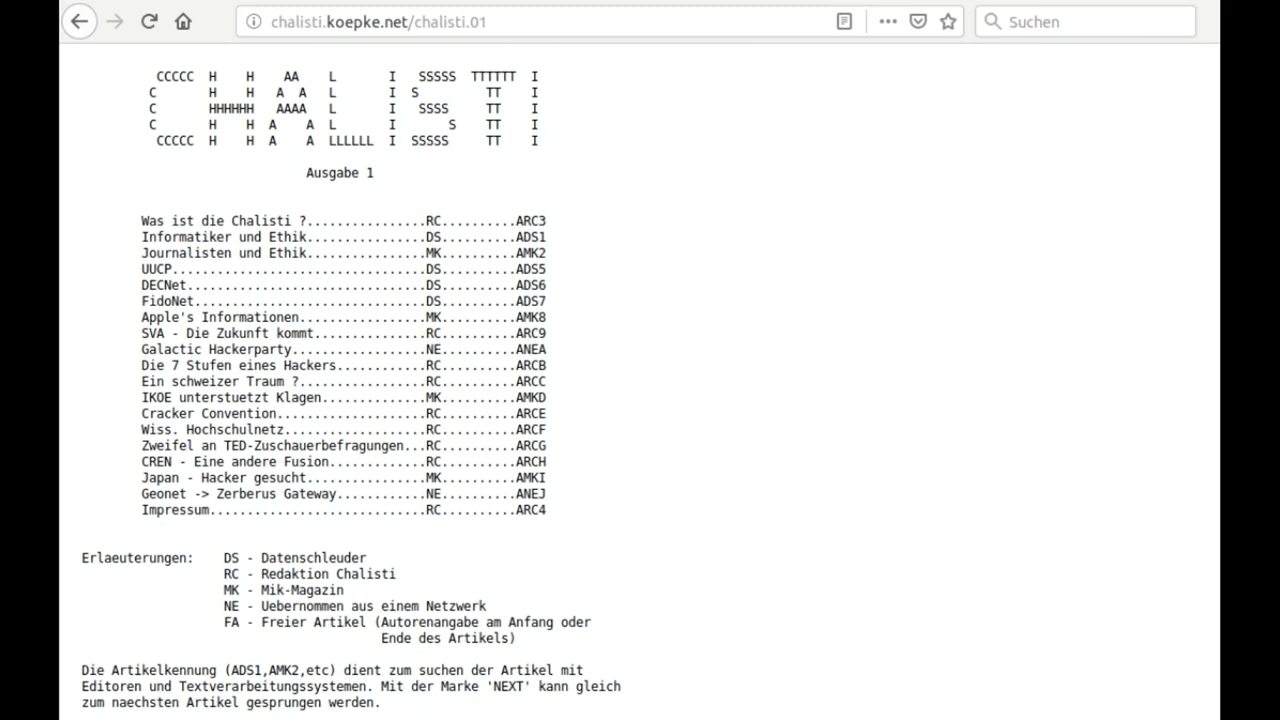 chalisti.koepke.net/chalisti.01
Suchen
CCCCC  H    H    AA    L       I   SSSSS  TTTTTT  I
C       H    H   A  A   L       I  S         TT    I
C       HHHHHH   AAAA   L       I   SSSS     TT    I
C       H    H  A    A  L       I       S    TT    I
CCCCC  H    H  A    A  LLLLLL  I  SSSSS     TT    I
Ausgabe 1
Was ist die Chalisti ?................RC..........ARC3
Informatiker und Ethik................DS..........ADS1
Journalisten und Ethik................MK..........AMK2
UUCP..................................DS..........ADS5
DECNet................................DS..........ADS6
FidoNet...............................DS..........ADS7
Apple's Informationen.................MK..........AMK8
SVA - Die Zukunft kommt...............RC..........ARC9
Galactic Hackerparty..................NE..........ANEA
Die 7 Stufen eines Hackers............RC..........ARCB
Ein schweizer Traum ?.................RC..........ARCC
IKOE unterstuetzt Klagen..............MK..........AMKD
Cracker Convention....................RC..........ARCE
Wiss. Hochschulnetz...................RC..........ARCF
Zweifel an TED-Zuschauerbefragungen...RC..........ARCG
CREN - Eine andere Fusion.............RC..........ARCH
Japan - Hacker gesucht................MK..........AMKI
Geonet -> Zerberus Gateway............NE..........ANEJ
Impressum.............................RC..........ARC4
Erlaeuterungen:    DS - Datenschleuder
RC - Redaktion Chalisti
MK - Mik-Magazin
NE - Uebernommen aus einem Netzwerk
FA - Freier Artikel (Autorenangabe am Anfang oder
Ende des Artikels)
Die Artikelkennung (ADS1,AMK2,etc) dient zum suchen der Artikel mit
Editoren und Textverarbeitungssystemen. Mit der Marke 'NEXT' kann gleich
zum naechsten Artikel gesprungen werden.